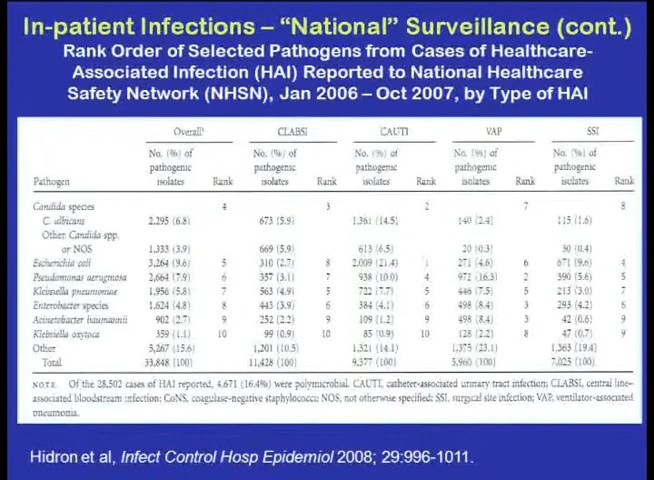 In-patient Infections – “National” Surveillance (cont.)
Rank Order of Selected Pathogens from Cases of Healthcare-
Associated Infection (HAI) Reported to National Healthcare
Safety Network (NHSN), Jan 2006 – Oct 2007, by Type of HAI
Overall CLABSI CAUTI VAP SSI
No. (%) of No. (%) of No. (%) of No. (%) of No. (%) of
pathogenic pathogenic pathogenic pathogenic pathogenic
Pathogen isolates Rank isolates Rank isolates Rank isolates Rank isolates Rank
Candida species 4 3 2 7 8
C. albicans 2,295 (6.8) 673 (5.9) 1,361 (14.5) 140 (2.4) 115 (1.6)
Other Candida spp.
or NOS 1,333 (3.9) 669 (5.9) 613 (6.5) 20 (0.3) 30 (0.4)
Escherichia coli 3,264 (9.6) 5 310 (2.7) 8 2,009 (21.4) 1 271 (4.6) 6 671 (9.6) 4
Pseudomonas aeruginosa 2,664 (7.9) 6 357 (3.1) 7 938 (10.0) 4 972 (16.3) 2 390 (5.6) 5
Klebsiella pneumoniae 1,956 (5.8) 7 563 (4.9) 5 722 (7.7) 5 446 (7.5) 5 213 (3.0) 7
Enterobacter species 1,624 (4.8) 8 443 (3.9) 6 384 (4.1) 6 498 (8.4) 3 293 (4.2) 6
Acinetobacter baumannii 902 (2.7) 9 252 (2.2) 9 109 (1.2) 9 498 (8.4) 3 42 (0.6) 9
Klebsiella oxytoca 359 (1.1) 10 99 (0.9) 10 85 (0.9) 10 128 (2.2) 8 47 (0.7) 9
Other 5,267 (15.6) 1,201 (10.5) 1,321 (14.1) 1,375 (23.1) 1,363 (19.4)
Total 33,848 (100) 11,428 (100) 9,377 (100) 5,960 (100) 7,025 (100)
NOTE. Of the 28,502 cases of HAI reported, 4,671 (16.4%) were polymicrobial. CAUTI, catheter-associated urinary tract infection; CLABSI, central line–
associated bloodstream infection; CoNS, coagulase-negative staphylococci; NOS, not otherwise specified; SSI, surgical site infection; VAP, ventilator-associated
pneumonia.
Hidron et al, Infect Control Hosp Epidemiol 2008; 29:996-1011.